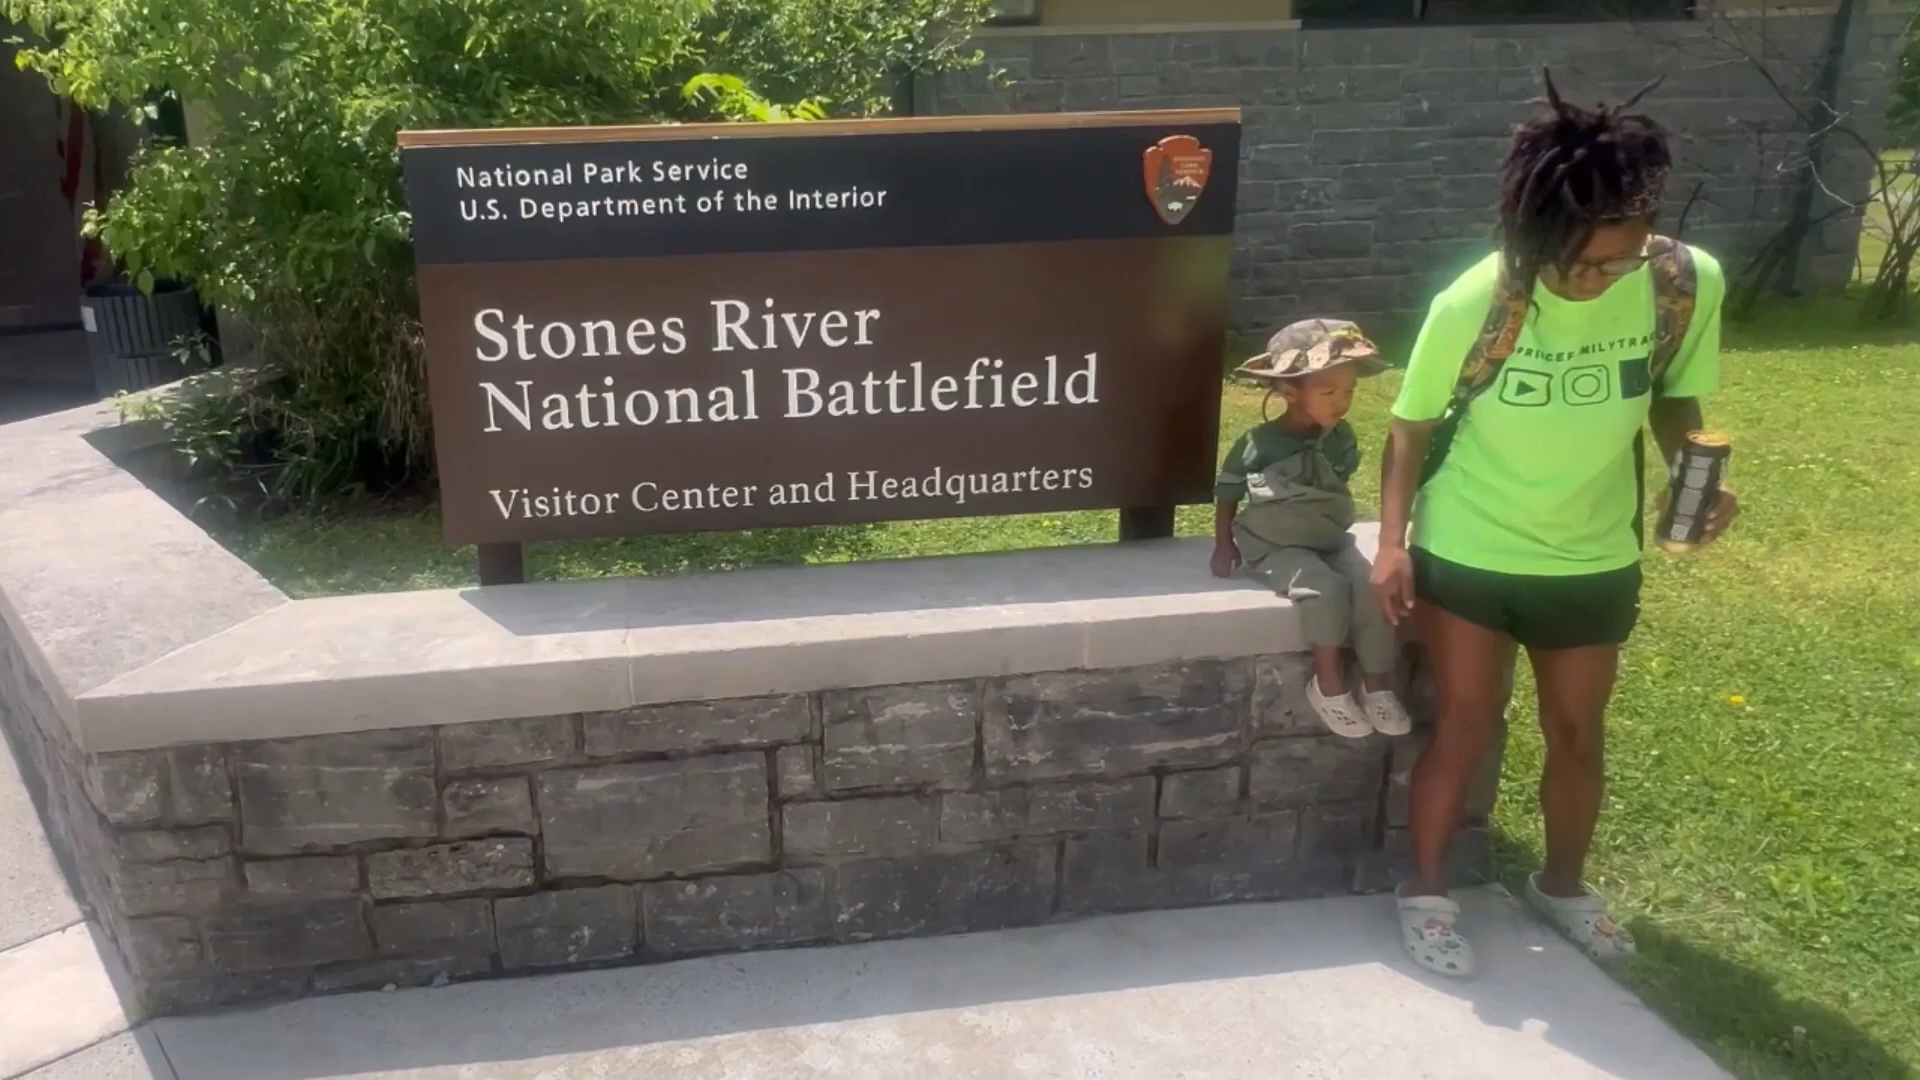 National Park Service
U.S. Department of the Interior
Stones River
National Battlefield
Visitor Center and Headquarters